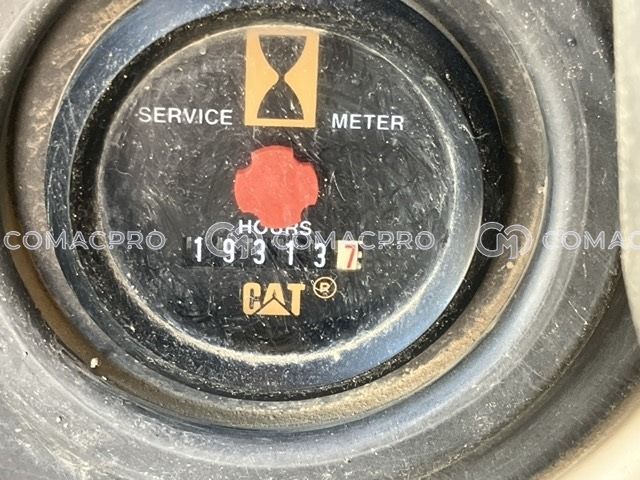 SERVICE METER
HOURS
193137
CAT®
COMACPRO COMACPRO COMACPRO